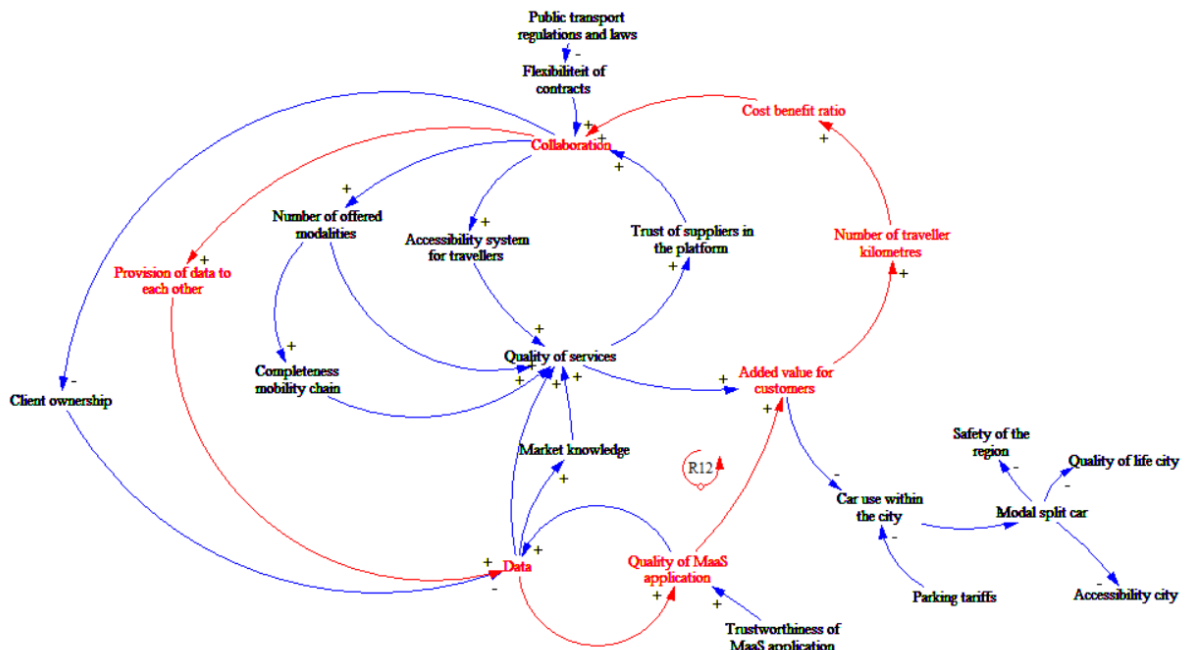 Public transport
regulations and laws
-
Flexibiliteit of
contracts
+
+
Collaboration
+
Cost benefit ratio
+
+
Number of offered
modalities
+
Accessibility system
for travellers
Trust of suppliers in
the platform
+
Number of traveller
kilometres
+
+
Provision of data to
each other
+
Completeness
mobility chain
+
Quality of services
+
+
+
+
+
Added value for
customers
+
-
Client ownership
Market knowledge
+
R12
-
Car use within
the city
-
Safety of the
region
-
Quality of life city
-
Modal split car
-
Accessibility city
Parking tariffs
+
Data
-
+
Quality of MaaS
application
+
+
Trustworthiness of
MaaS application